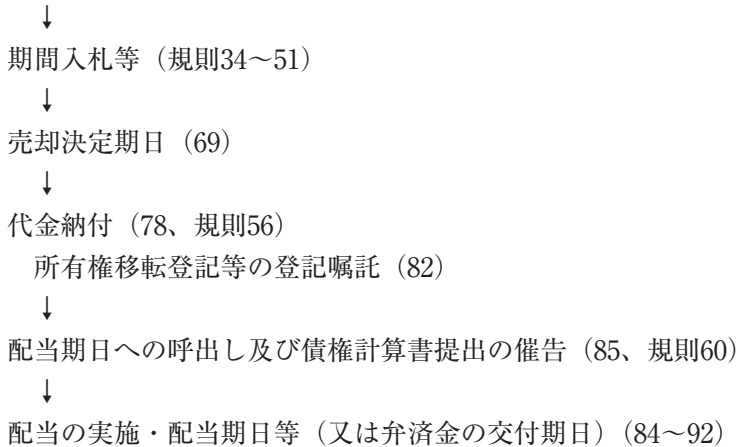 ↓
期間入札等（規則34～51）
↓
売却決定期日（69）
↓
代金納付（78、規則56）
所有権移転登記等の登記嘱託（82）
↓
配当期日への呼出し及び債権計算書提出の催告（85、規則60）
↓
配当の実施・配当期日等（又は弁済金の交付期日）（84～92）